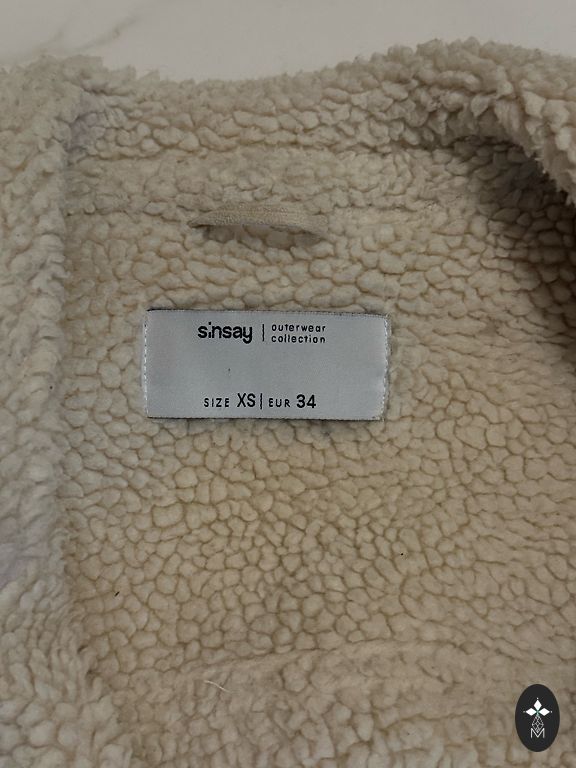 sinsay | outerwear
collection
SIZE XS | EUR 34
M